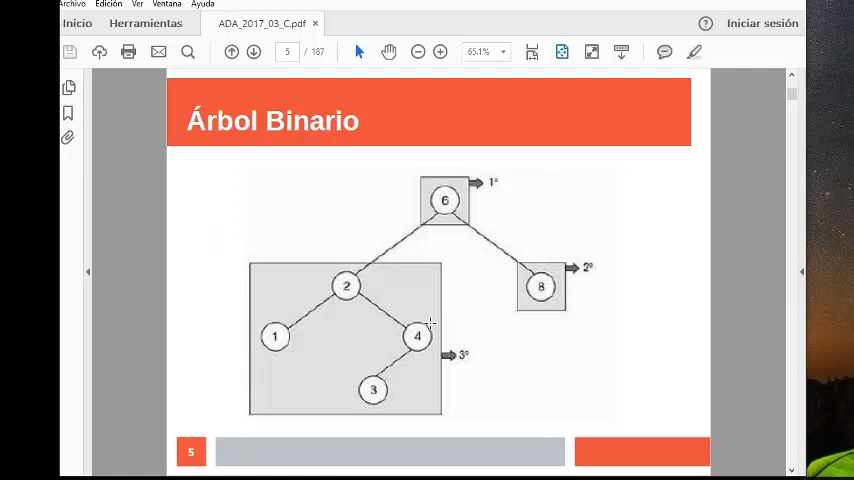 Archivo Edición Ver Ventana Ayuda
Inicio Herramientas ADA_2017_03_C.pdf × ? Iniciar sesión
5 / 187 65.1%
Árbol Binario
6 1º
2 8 2º
1 4
3º
3
5